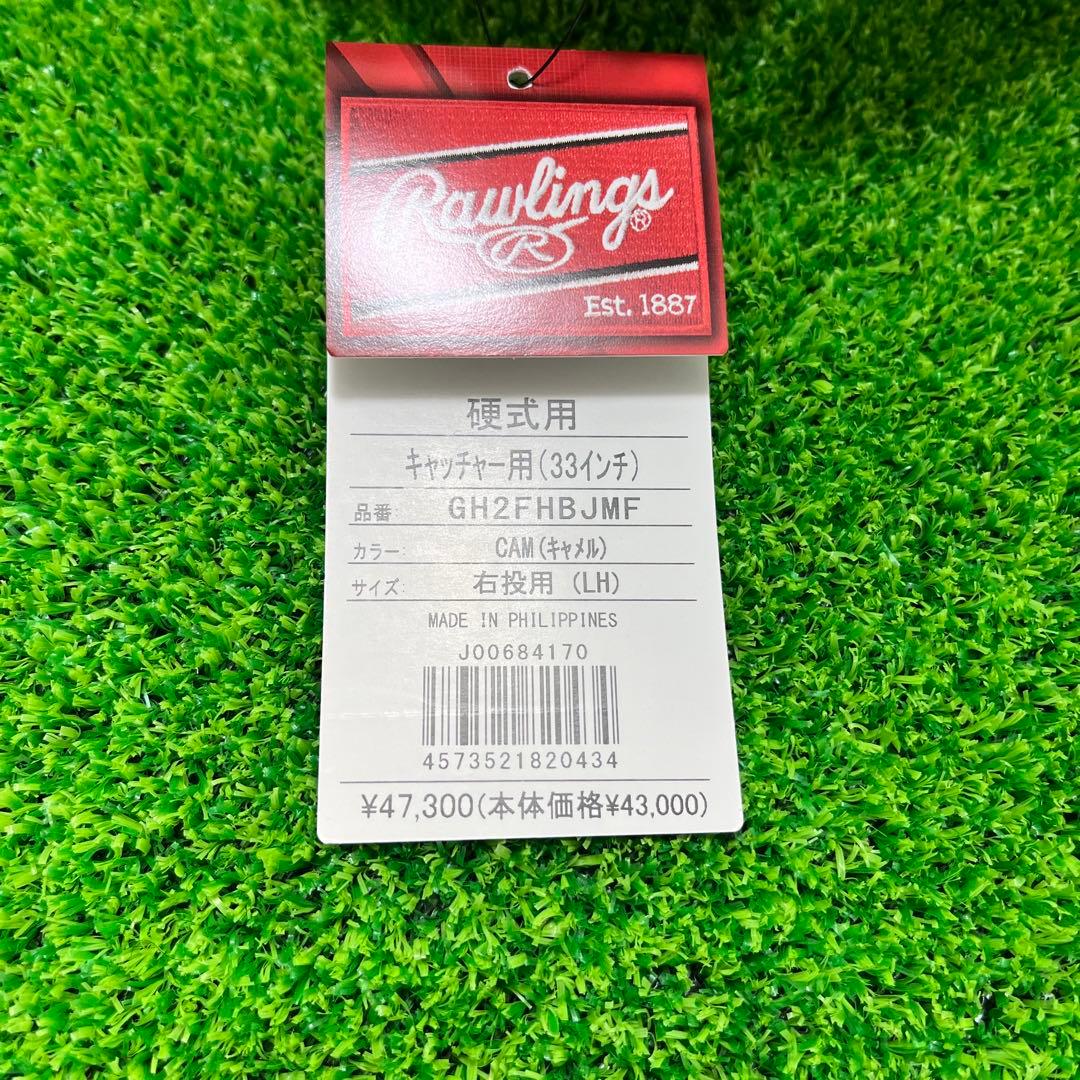 Rawlings®
R
Est. 1887
硬式用
キャッチャー用(33インチ)
品番: GH2FHBJMF
カラー: CAM(キャメル)
サイズ: 右投用 (LH)
MADE IN PHILIPPINES
J00684170
4573521820434
¥47,300(本体価格¥43,000)